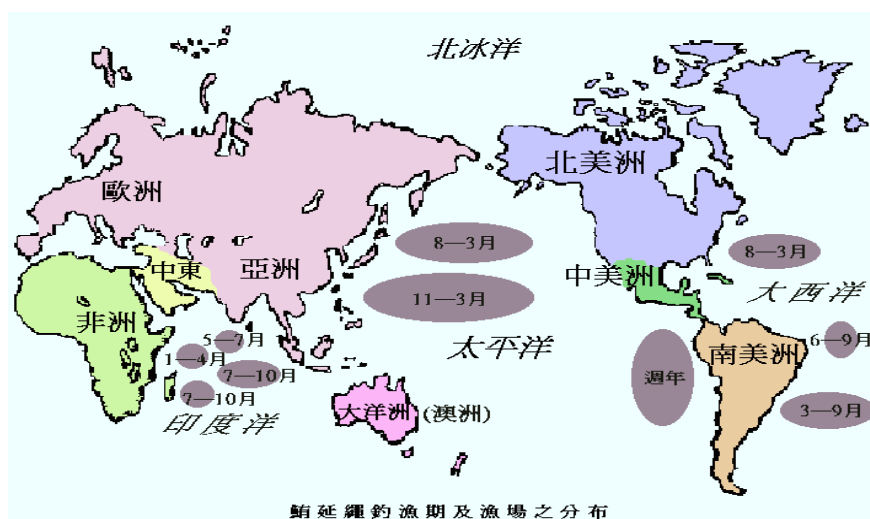 北冰洋
北美洲
歐洲
8—3月
8—3月
中東
亞洲
中美洲
11—3月
大西洋
非洲
5—7月
太平洋
6—9月
1—4月
南美洲
7—10月
週年
7—10月
大洋洲(澳洲)
3—9月
印度洋
鮪延繩釣漁期及漁場之分布